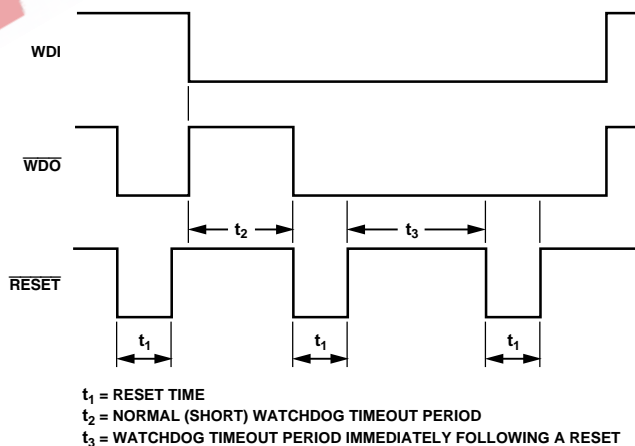 WDI
WDO
t2
t3
RESET
t1 t1 t1
t1 = RESET TIME
t2 = NORMAL (SHORT) WATCHDOG TIMEOUT PERIOD
t3 = WATCHDOG TIMEOUT PERIOD IMMEDIATELY FOLLOWING A RESET